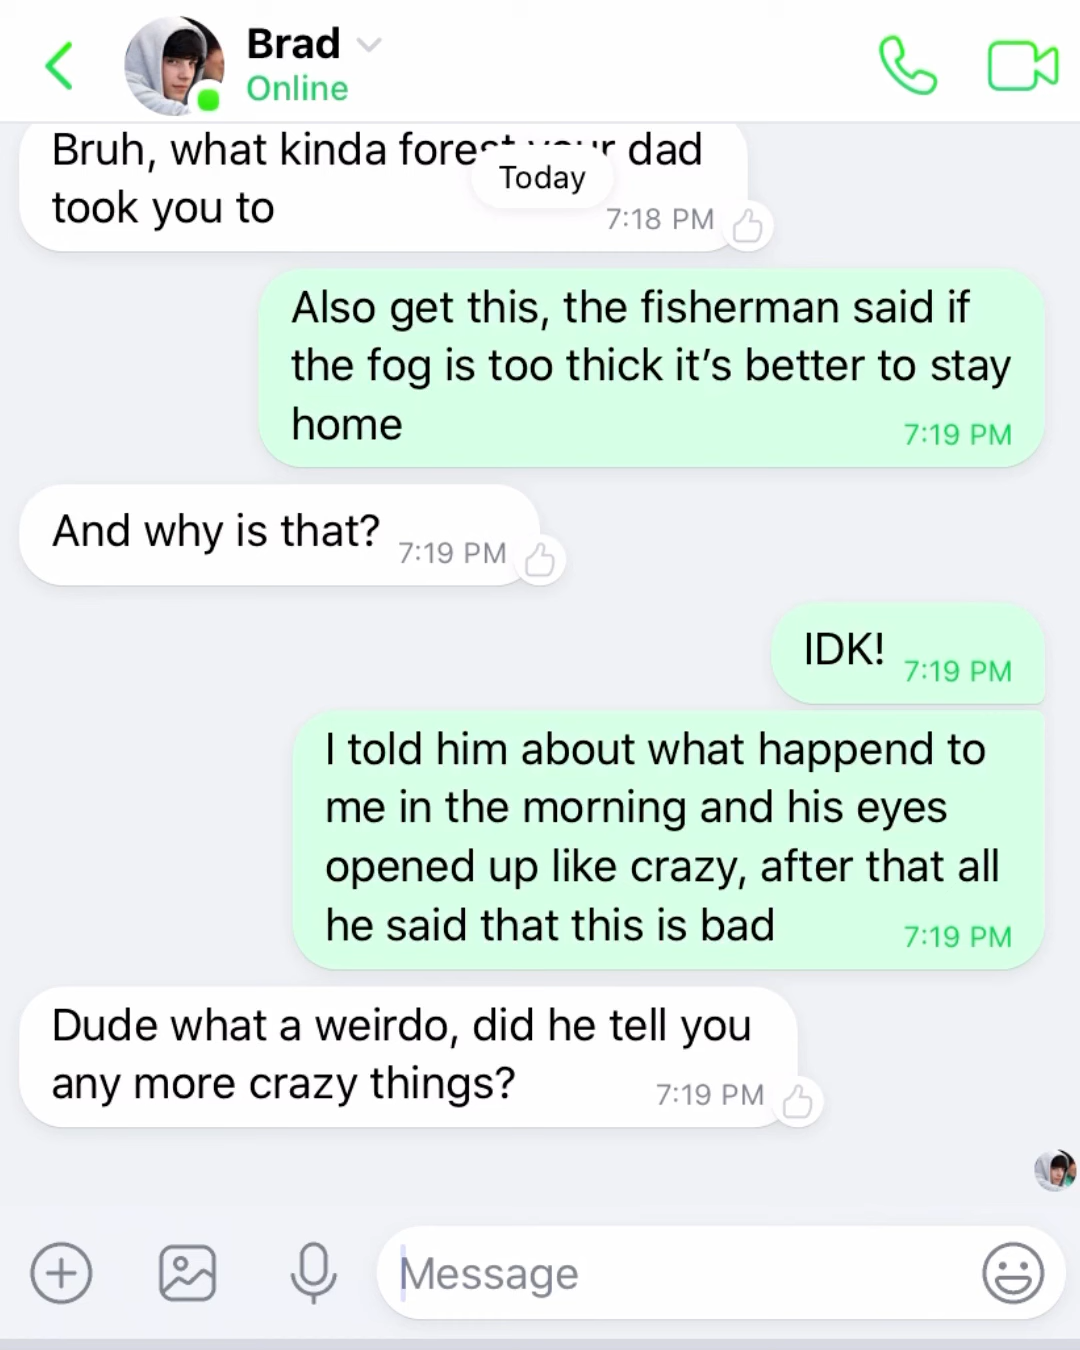 Brad
Online
Bruh, what kinda forest your dad
Today
took you to
7:18 PM
Also get this, the fisherman said if
the fog is too thick it’s better to stay
home
7:19 PM
And why is that?
7:19 PM
IDK!
7:19 PM
I told him about what happend to
me in the morning and his eyes
opened up like crazy, after that all
he said that this is bad
7:19 PM
Dude what a weirdo, did he tell you
any more crazy things?
7:19 PM
Message